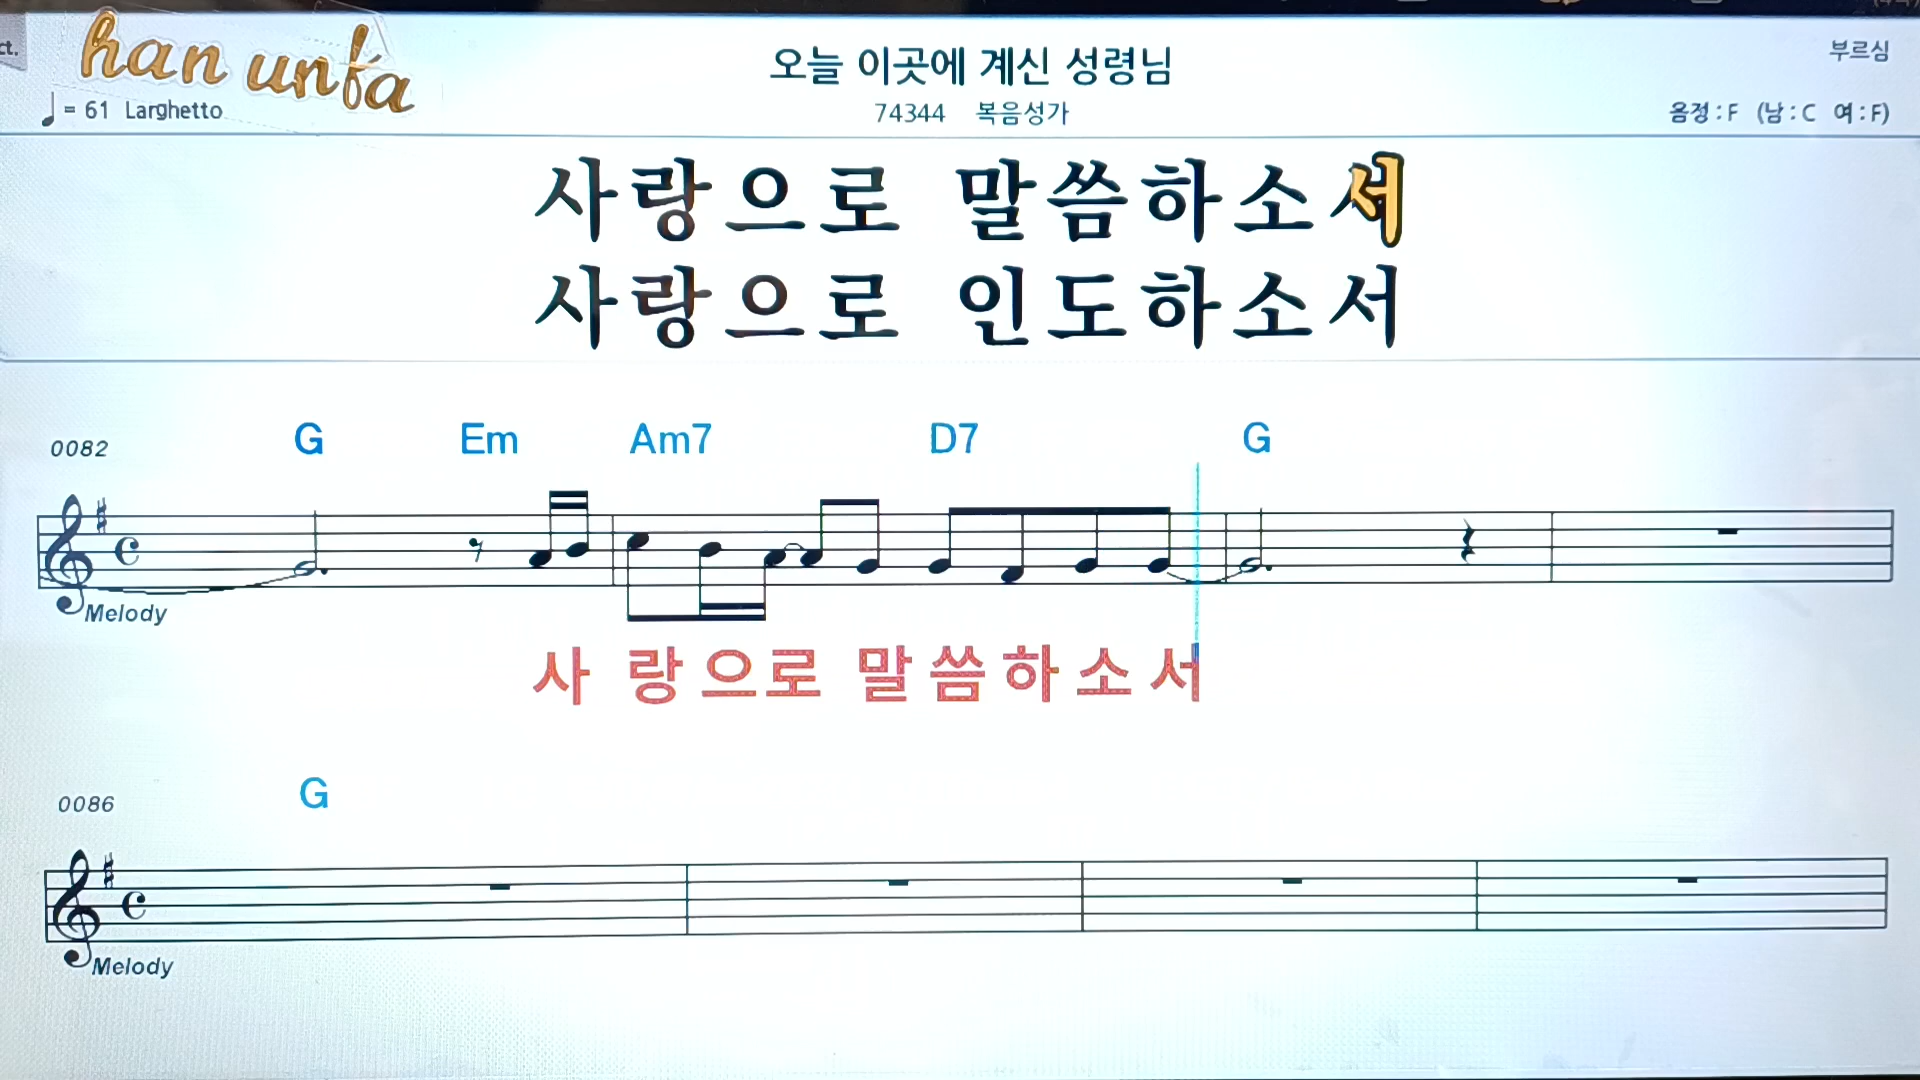 ct.
han unfa
오늘 이곳에 계신 성령님
부르심
♩= 61 Larghetto
74344 복음성가
음정 : F (남 : C 여 : F)
사랑으로 말씀하소서
사랑으로 인도하소서
0082 G Em Am7 D7 G
Melody
사 랑 으로 말 씀 하 소 서
0086 G
Melody